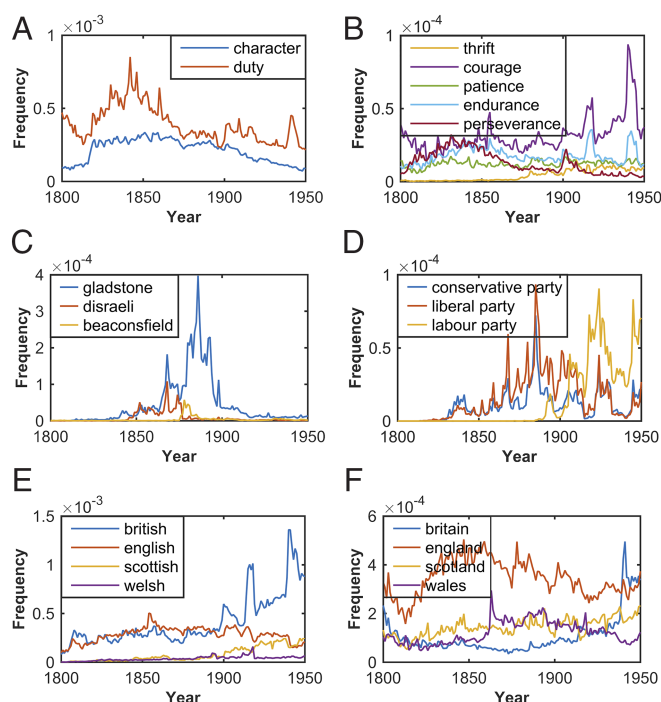 A
×10⁻³
1
0.5
0
Frequency
character
duty
1800 1850 1900 1950
Year
B
×10⁻⁴
1
0.5
0
Frequency
thrift
courage
patience
endurance
perseverance
1800 1850 1900 1950
Year
C
×10⁻⁴
4
3
2
1
0
Frequency
gladstone
disraeli
beaconsfield
1800 1850 1900 1950
Year
D
×10⁻⁴
1
0.5
0
Frequency
conservative party
liberal party
labour party
1800 1850 1900 1950
Year
E
×10⁻³
1.5
1
0.5
0
Frequency
british
english
scottish
welsh
1800 1850 1900 1950
Year
F
×10⁻⁴
6
4
2
0
Frequency
britain
england
scotland
wales
1800 1850 1900 1950
Year